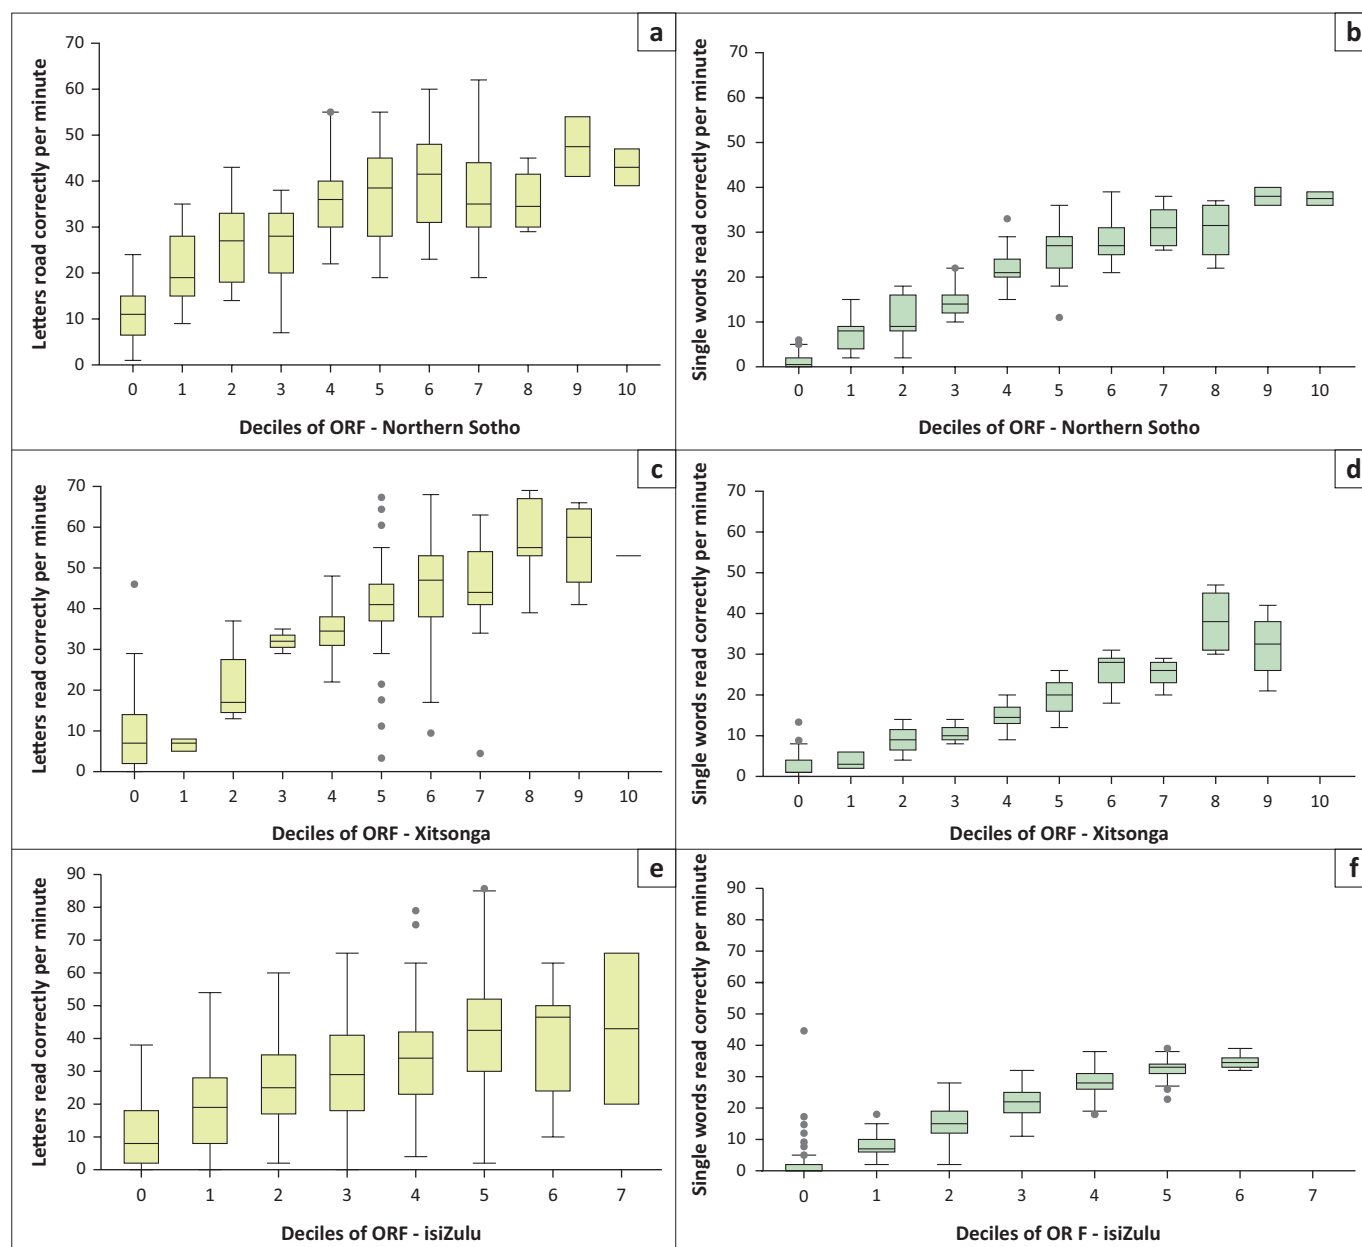 a
Letters road correctly per minute
70
60
50
40
30
20
10
0
0 1 2 3 4 5 6 7 8 9 10
Deciles of ORF - Northern Sotho
b
Single words read correctly per minute
70
60
50
40
30
20
10
0
0 1 2 3 4 5 6 7 8 9 10
Deciles of ORF - Northern Sotho
c
Letters read correctly per minute
70
60
50
40
30
20
10
0
0 1 2 3 4 5 6 7 8 9 10
Deciles of ORF - Xitsonga
d
Single words read correctly per minute
70
60
50
40
30
20
10
0
0 1 2 3 4 5 6 7 8 9 10
Deciles of ORF - Xitsonga
e
Letters read correctly per minute
90
80
70
60
50
40
30
20
10
0
0 1 2 3 4 5 6 7
Deciles of ORF - isiZulu
f
Single words read correctly per minute
90
80
70
60
50
40
30
20
10
0
0 1 2 3 4 5 6 7
Deciles of OR F - isiZulu